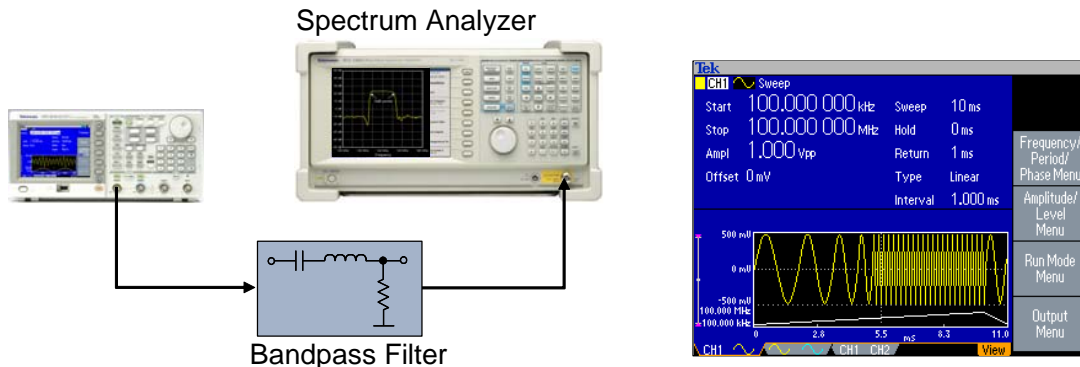 Spectrum Analyzer
Bandpass Filter
Tek
CH1 Sweep
Start 100.000 000 kHz Sweep 10 ms
Stop 100.000 000 MHz Hold 0 ms
Ampl 1.000 Vpp Return 1 ms
Offset 0 mV Type Linear
Interval 1.000 ms
500 mV
0 mV
-500 mV
100.000 MHz
100.000 kHz
0 2.8 5.5 ms 8.3 11.0
CH1 CH1 CH2 View
Frequency/
Period/
Phase Menu
Amplitude/
Level
Menu
Run Mode
Menu
Output
Menu